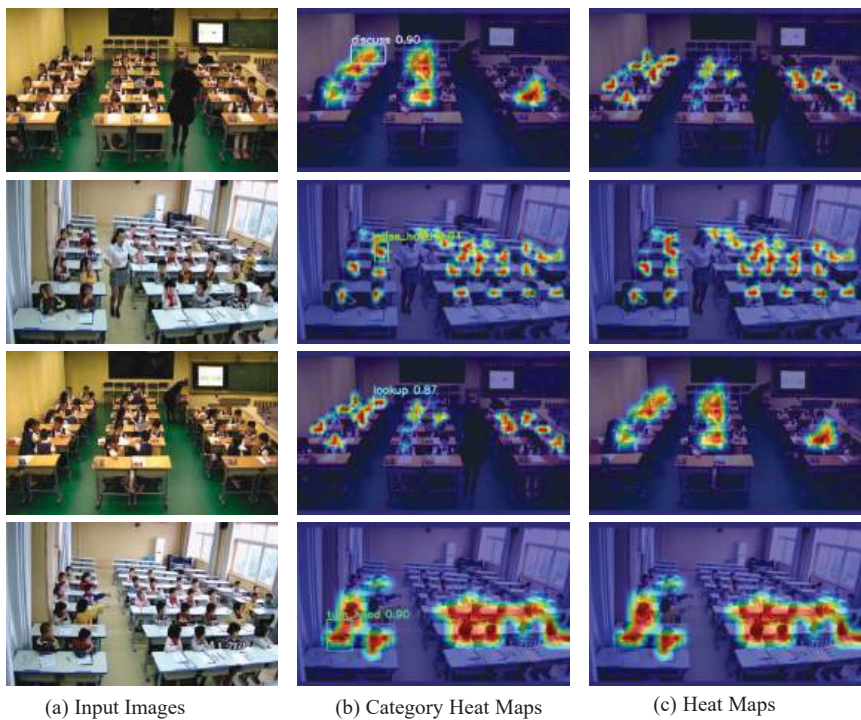 discuss 0.90
lookup 0.87
(a) Input Images
(b) Category Heat Maps
(c) Heat Maps